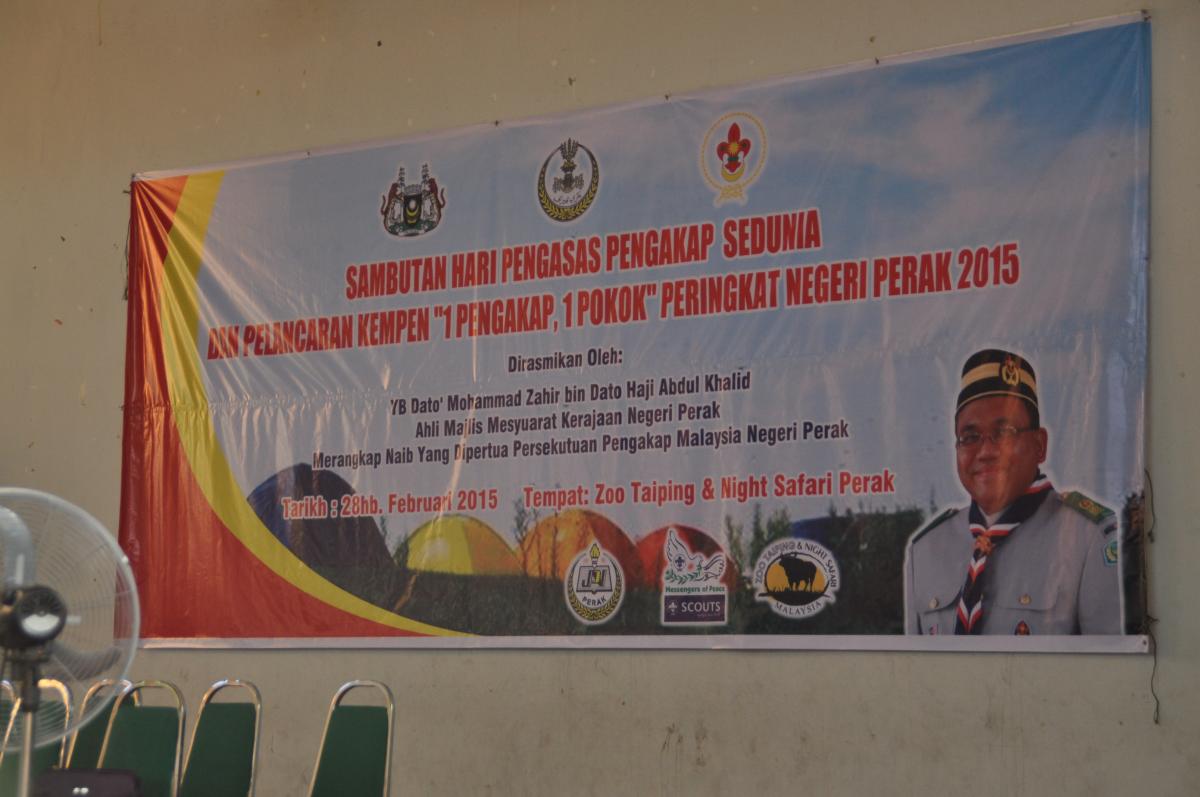 SAMBUTAN HARI PENGASAS PENGAKAP SEDUNIA
DAN PELANCARAN KEMPEN "1 PENGAKAP, 1 POKOK" PERINGKAT NEGERI PERAK 2015
Dirasmikan Oleh:
YB Dato' Mohammad Zahir bin Dato Haji Abdul Khalid
Ahli Majlis Mesyuarat Kerajaan Negeri Perak
Merangkap Naib Yang Dipertua Persekutuan Pengakap Malaysia Negeri Perak
Tarikh : 28hb. Februari 2015 Tempat: Zoo Taiping & Night Safari Perak
PERAK
Messengers of Peace
SCOUTS
ZOO TAIPING & NIGHT SAFARI
MALAYSIA